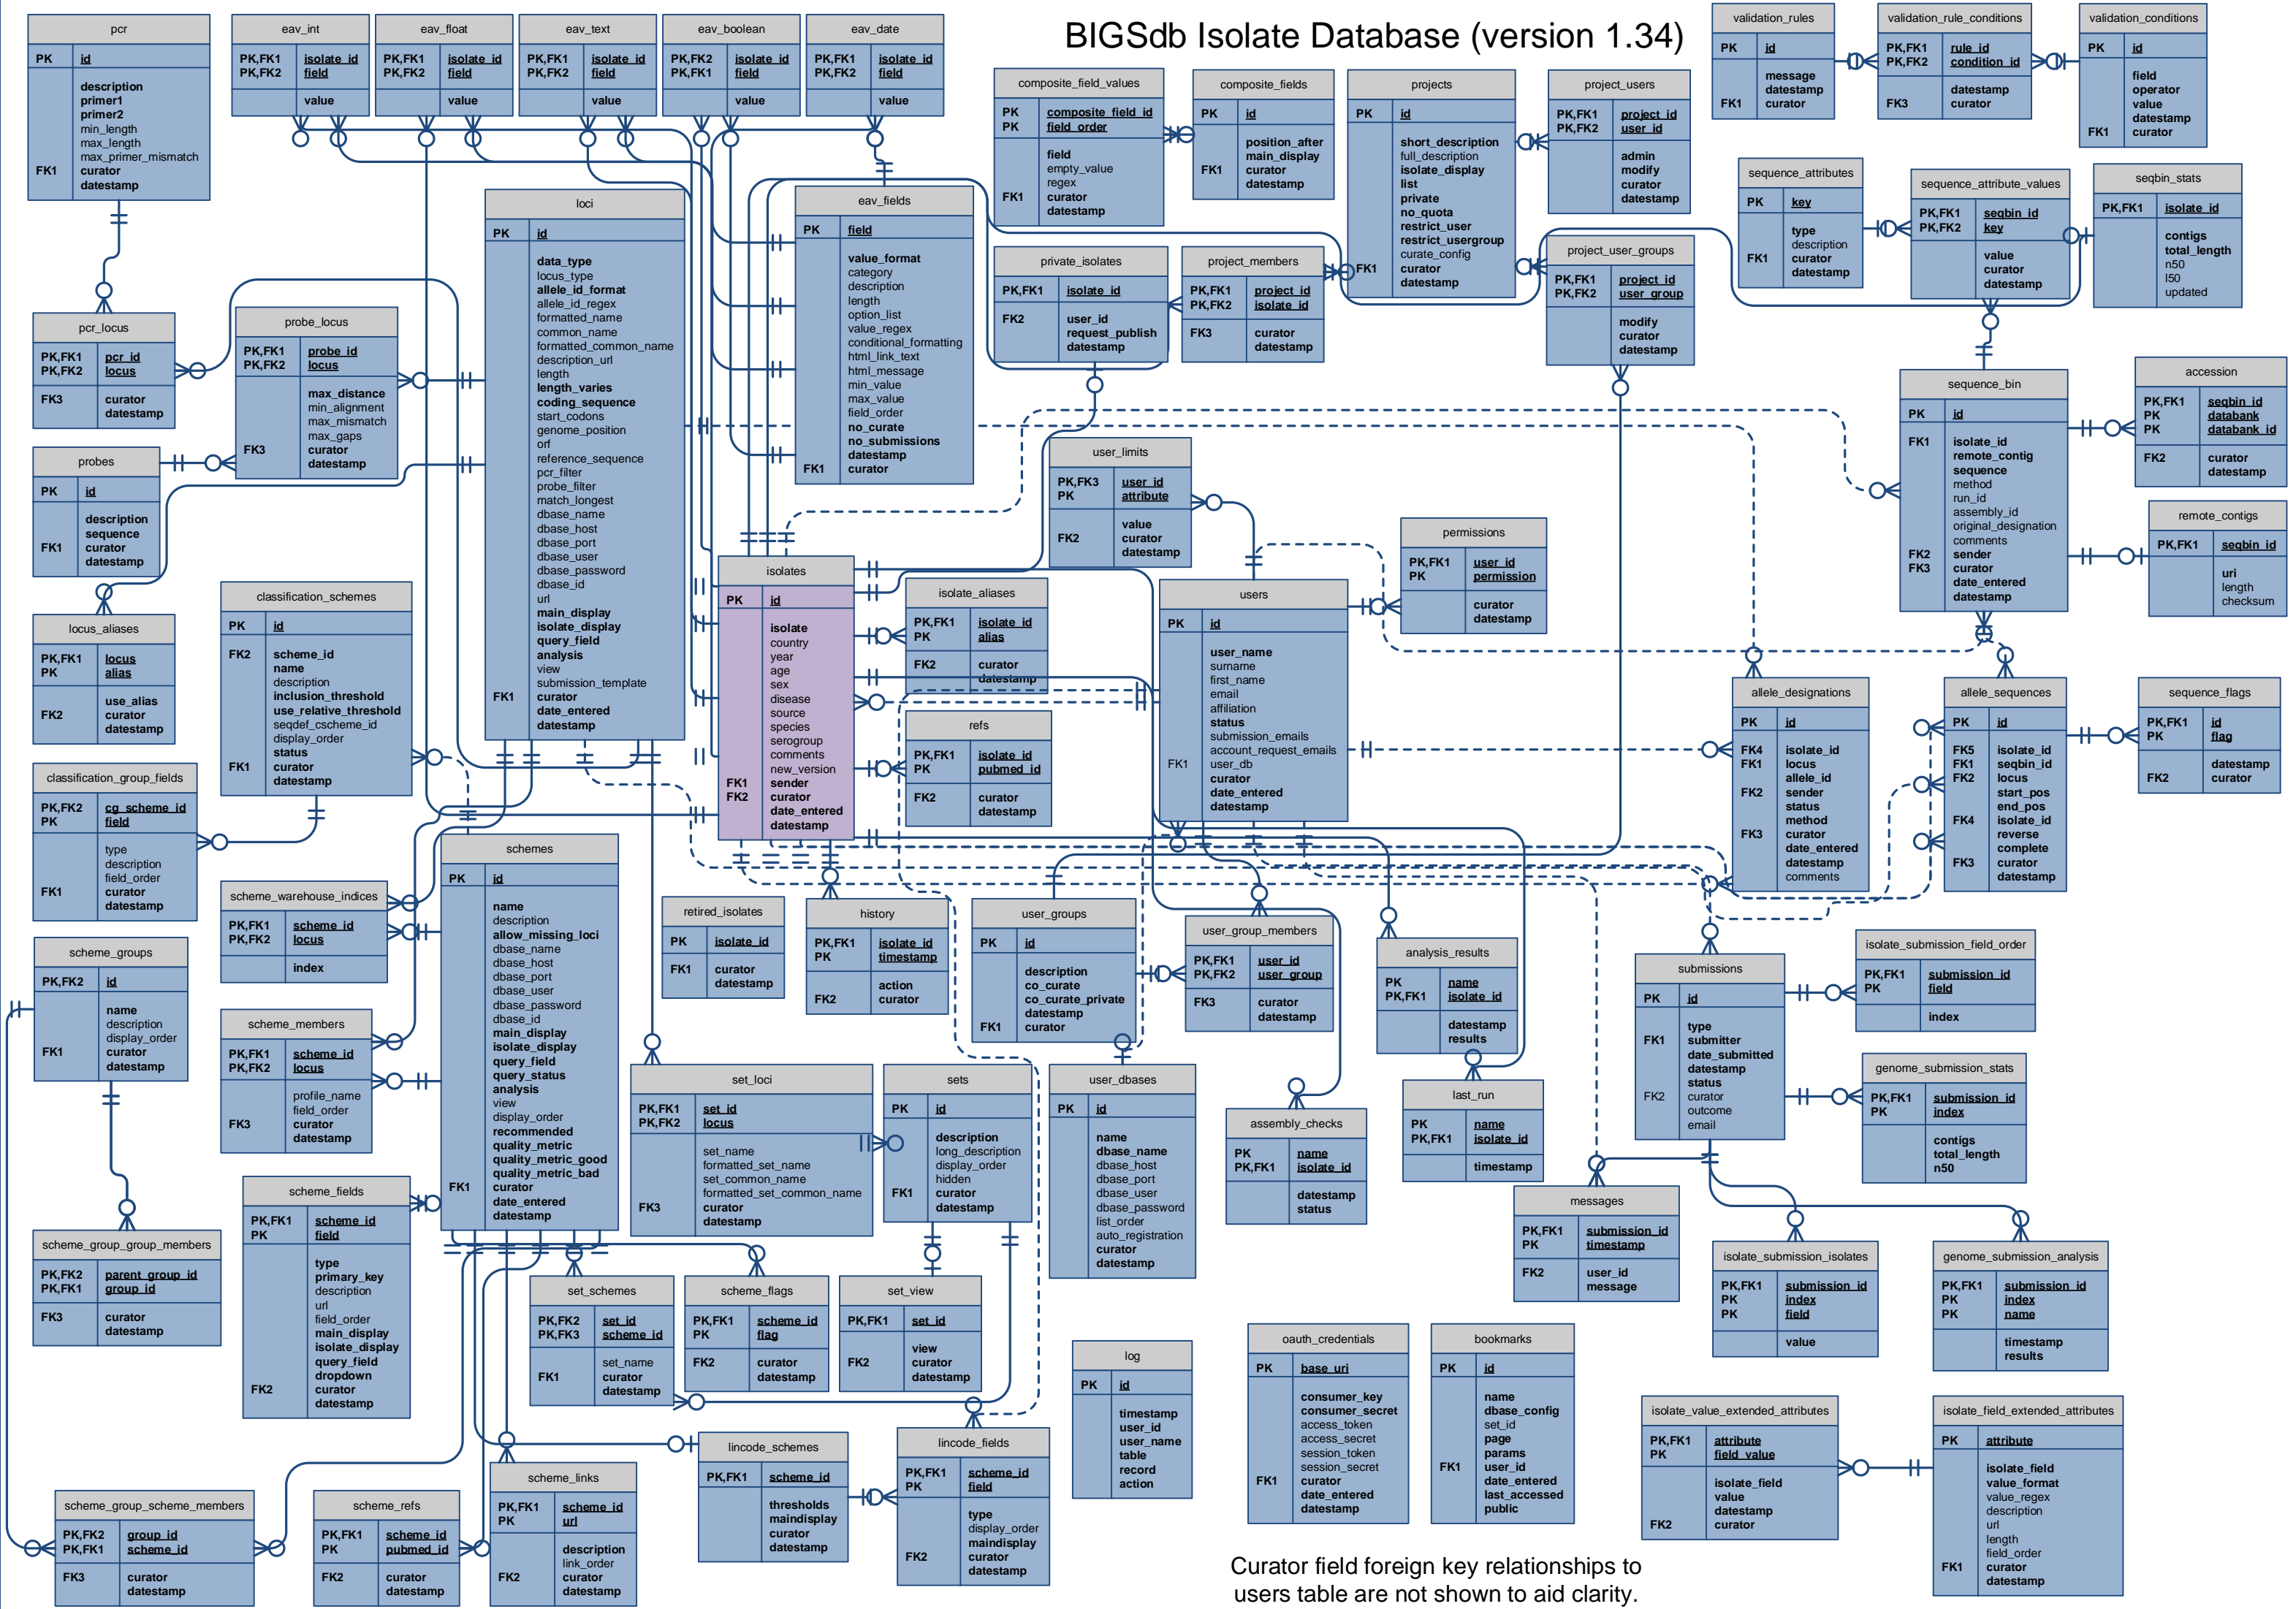 BIGSdb Isolate Database (version 1.34)
pcr
PK id
description
primer1
primer2
min_length
max_length
max_primer_mismatch
FK1 curator
datestamp
eav_int
PK,FK1 isolate_id
PK,FK2 field
value
eav_float
PK,FK1 isolate_id
PK,FK2 field
value
eav_text
PK,FK1 isolate_id
PK,FK2 field
value
eav_boolean
PK,FK2 isolate_id
PK,FK1 field
value
eav_date
PK,FK1 isolate_id
PK,FK2 field
value
composite_field_values
PK composite_field_id
PK field_order
field
empty_value
regex
FK1 curator
datestamp
composite_fields
PK id
position_after
main_display
FK1 curator
datestamp
projects
PK id
short_description
full_description
isolate_display
list
private
no_quota
restrict_user
restrict_usergroup
curate_config
FK1 curator
datestamp
project_users
PK,FK1 project_id
PK,FK2 user_id
admin
modify
curator
datestamp
validation_rules
PK id
message
datestamp
FK1 curator
validation_rule_conditions
PK,FK1 rule_id
PK,FK2 condition_id
datestamp
FK3 curator
validation_conditions
PK id
field
operator
value
datestamp
FK1 curator
sequence_attributes
PK key
type
description
FK1 curator
datestamp
sequence_attribute_values
PK,FK1 seqbin_id
PK,FK2 key
value
curator
datestamp
seqbin_stats
PK,FK1 isolate_id
contigs
total_length
n50
l50
updated
loci
PK id
data_type
locus_type
allele_id_format
allele_id_regex
formatted_name
common_name
formatted_common_name
description_url
length
length_varies
coding_sequence
start_codons
genome_position
orf
reference_sequence
pcr_filter
probe_filter
match_longest
dbase_name
dbase_host
dbase_port
dbase_user
dbase_password
dbase_id
url
main_display
isolate_display
query_field
analysis
view
submission_template
FK1 curator
date_entered
datestamp
eav_fields
PK field
value_format
category
description
length
option_list
value_regex
conditional_formatting
html_link_text
html_message
min_value
max_value
field_order
no_curate
no_submissions
datestamp
FK1 curator
private_isolates
PK,FK1 isolate_id
FK2 user_id
request_publish
datestamp
project_members
PK,FK1 project_id
PK,FK2 isolate_id
FK3 curator
datestamp
project_user_groups
PK,FK1 project_id
PK,FK2 user_group
modify
curator
datestamp
pcr_locus
PK,FK1 pcr_id
PK,FK2 locus
FK3 curator
datestamp
probe_locus
PK,FK1 probe_id
PK,FK2 locus
max_distance
min_alignment
max_mismatch
max_gaps
FK3 curator
datestamp
sequence_bin
PK id
FK1 isolate_id
remote_contig
sequence
method
run_id
assembly_id
original_designation
comments
FK2 sender
FK3 curator
date_entered
datestamp
accession
PK,FK1 seqbin_id
PK databank
PK databank_id
FK2 curator
datestamp
probes
PK id
description
sequence
FK1 curator
datestamp
user_limits
PK,FK3 user_id
PK attribute
value
FK2 curator
datestamp
permissions
PK,FK1 user_id
PK permission
curator
datestamp
remote_contigs
PK,FK1 seqbin_id
uri
length
checksum
isolates
PK id
isolate
country
year
age
sex
disease
source
species
serogroup
comments
new_version
FK1 sender
FK2 curator
date_entered
datestamp
isolate_aliases
PK,FK1 isolate_id
PK alias
FK2 curator
datestamp
users
PK id
user_name
surname
first_name
email
affiliation
status
submission_emails
account_request_emails
FK1 user_db
curator
date_entered
datestamp
locus_aliases
PK,FK1 locus
PK alias
use_alias
FK2 curator
datestamp
classification_schemes
PK id
FK2 scheme_id
name
description
inclusion_threshold
use_relative_threshold
seqdef_cscheme_id
display_order
status
FK1 curator
datestamp
refs
PK,FK1 isolate_id
PK pubmed_id
FK2 curator
datestamp
allele_designations
PK id
FK4 isolate_id
FK1 locus
allele_id
FK2 sender
status
method
FK3 curator
date_entered
datestamp
comments
allele_sequences
PK id
FK5 isolate_id
FK1 seqbin_id
FK2 locus
start_pos
end_pos
FK4 isolate_id
reverse
complete
FK3 curator
datestamp
sequence_flags
PK,FK1 id
PK flag
datestamp
FK2 curator
classification_group_fields
PK,FK2 cg_scheme_id
PK field
type
description
field_order
FK1 curator
datestamp
schemes
PK id
name
description
allow_missing_loci
dbase_name
dbase_host
dbase_port
dbase_user
dbase_password
dbase_id
main_display
isolate_display
query_field
query_status
analysis
view
display_order
recommended
quality_metric
quality_metric_good
quality_metric_bad
FK1 curator
date_entered
datestamp
scheme_warehouse_indices
PK,FK1 scheme_id
PK,FK2 locus
index
scheme_groups
PK,FK2 id
name
description
display_order
FK1 curator
datestamp
scheme_members
PK,FK1 scheme_id
PK,FK2 locus
profile_name
field_order
FK3 curator
datestamp
retired_isolates
PK isolate_id
FK1 curator
datestamp
history
PK,FK1 isolate_id
PK timestamp
action
FK2 curator
user_groups
PK id
description
co_curate
co_curate_private
datestamp
FK1 curator
user_group_members
PK,FK1 user_id
PK,FK2 user_group
FK3 curator
datestamp
analysis_results
PK name
PK,FK1 isolate_id
datestamp
results
submissions
PK id
type
FK1 submitter
date_submitted
datestamp
status
FK2 curator
outcome
email
isolate_submission_field_order
PK,FK1 submission_id
PK field
index
genome_submission_stats
PK,FK1 submission_id
PK index
contigs
total_length
n50
set_loci
PK,FK1 set_id
PK,FK2 locus
set_name
formatted_set_name
set_common_name
formatted_set_common_name
FK3 curator
datestamp
sets
PK id
description
long_description
display_order
hidden
FK1 curator
datestamp
user_dbases
PK id
name
dbase_name
dbase_host
dbase_port
dbase_user
dbase_password
list_order
auto_registration
curator
datestamp
assembly_checks
PK name
PK,FK1 isolate_id
datestamp
status
last_run
PK name
PK,FK1 isolate_id
timestamp
messages
PK,FK1 submission_id
PK timestamp
FK2 user_id
message
scheme_fields
PK,FK1 scheme_id
PK field
type
primary_key
description
url
field_order
main_display
isolate_display
query_field
dropdown
FK2 curator
datestamp
scheme_group_group_members
PK,FK2 parent_group_id
PK,FK1 group_id
FK3 curator
datestamp
set_schemes
PK,FK2 set_id
PK,FK3 scheme_id
set_name
FK1 curator
datestamp
scheme_flags
PK,FK1 scheme_id
PK flag
FK2 curator
datestamp
set_view
PK,FK1 set_id
view
FK2 curator
datestamp
isolate_submission_isolates
PK,FK1 submission_id
PK index
PK field
value
genome_submission_analysis
PK,FK1 submission_id
PK index
PK name
timestamp
results
log
PK id
timestamp
user_id
user_name
table
record
action
oauth_credentials
PK base_uri
consumer_key
consumer_secret
access_token
access_secret
session_token
session_secret
FK1 curator
date_entered
datestamp
bookmarks
PK id
name
dbase_config
set_id
page
params
FK1 user_id
date_entered
last_accessed
public
isolate_value_extended_attributes
PK,FK1 attribute
PK field_value
isolate_field
value
datestamp
FK2 curator
isolate_field_extended_attributes
PK attribute
isolate_field
value_format
value_regex
description
url
length
field_order
FK1 curator
datestamp
scheme_group_scheme_members
PK,FK2 group_id
PK,FK1 scheme_id
FK3 curator
datestamp
scheme_refs
PK,FK1 scheme_id
PK pubmed_id
FK2 curator
datestamp
scheme_links
PK,FK1 scheme_id
PK url
description
link_order
FK2 curator
datestamp
lincode_schemes
PK,FK1 scheme_id
thresholds
maindisplay
curator
datestamp
lincode_fields
PK,FK1 scheme_id
PK field
type
display_order
maindisplay
FK2 curator
datestamp
Curator field foreign key relationships to
users table are not shown to aid clarity.